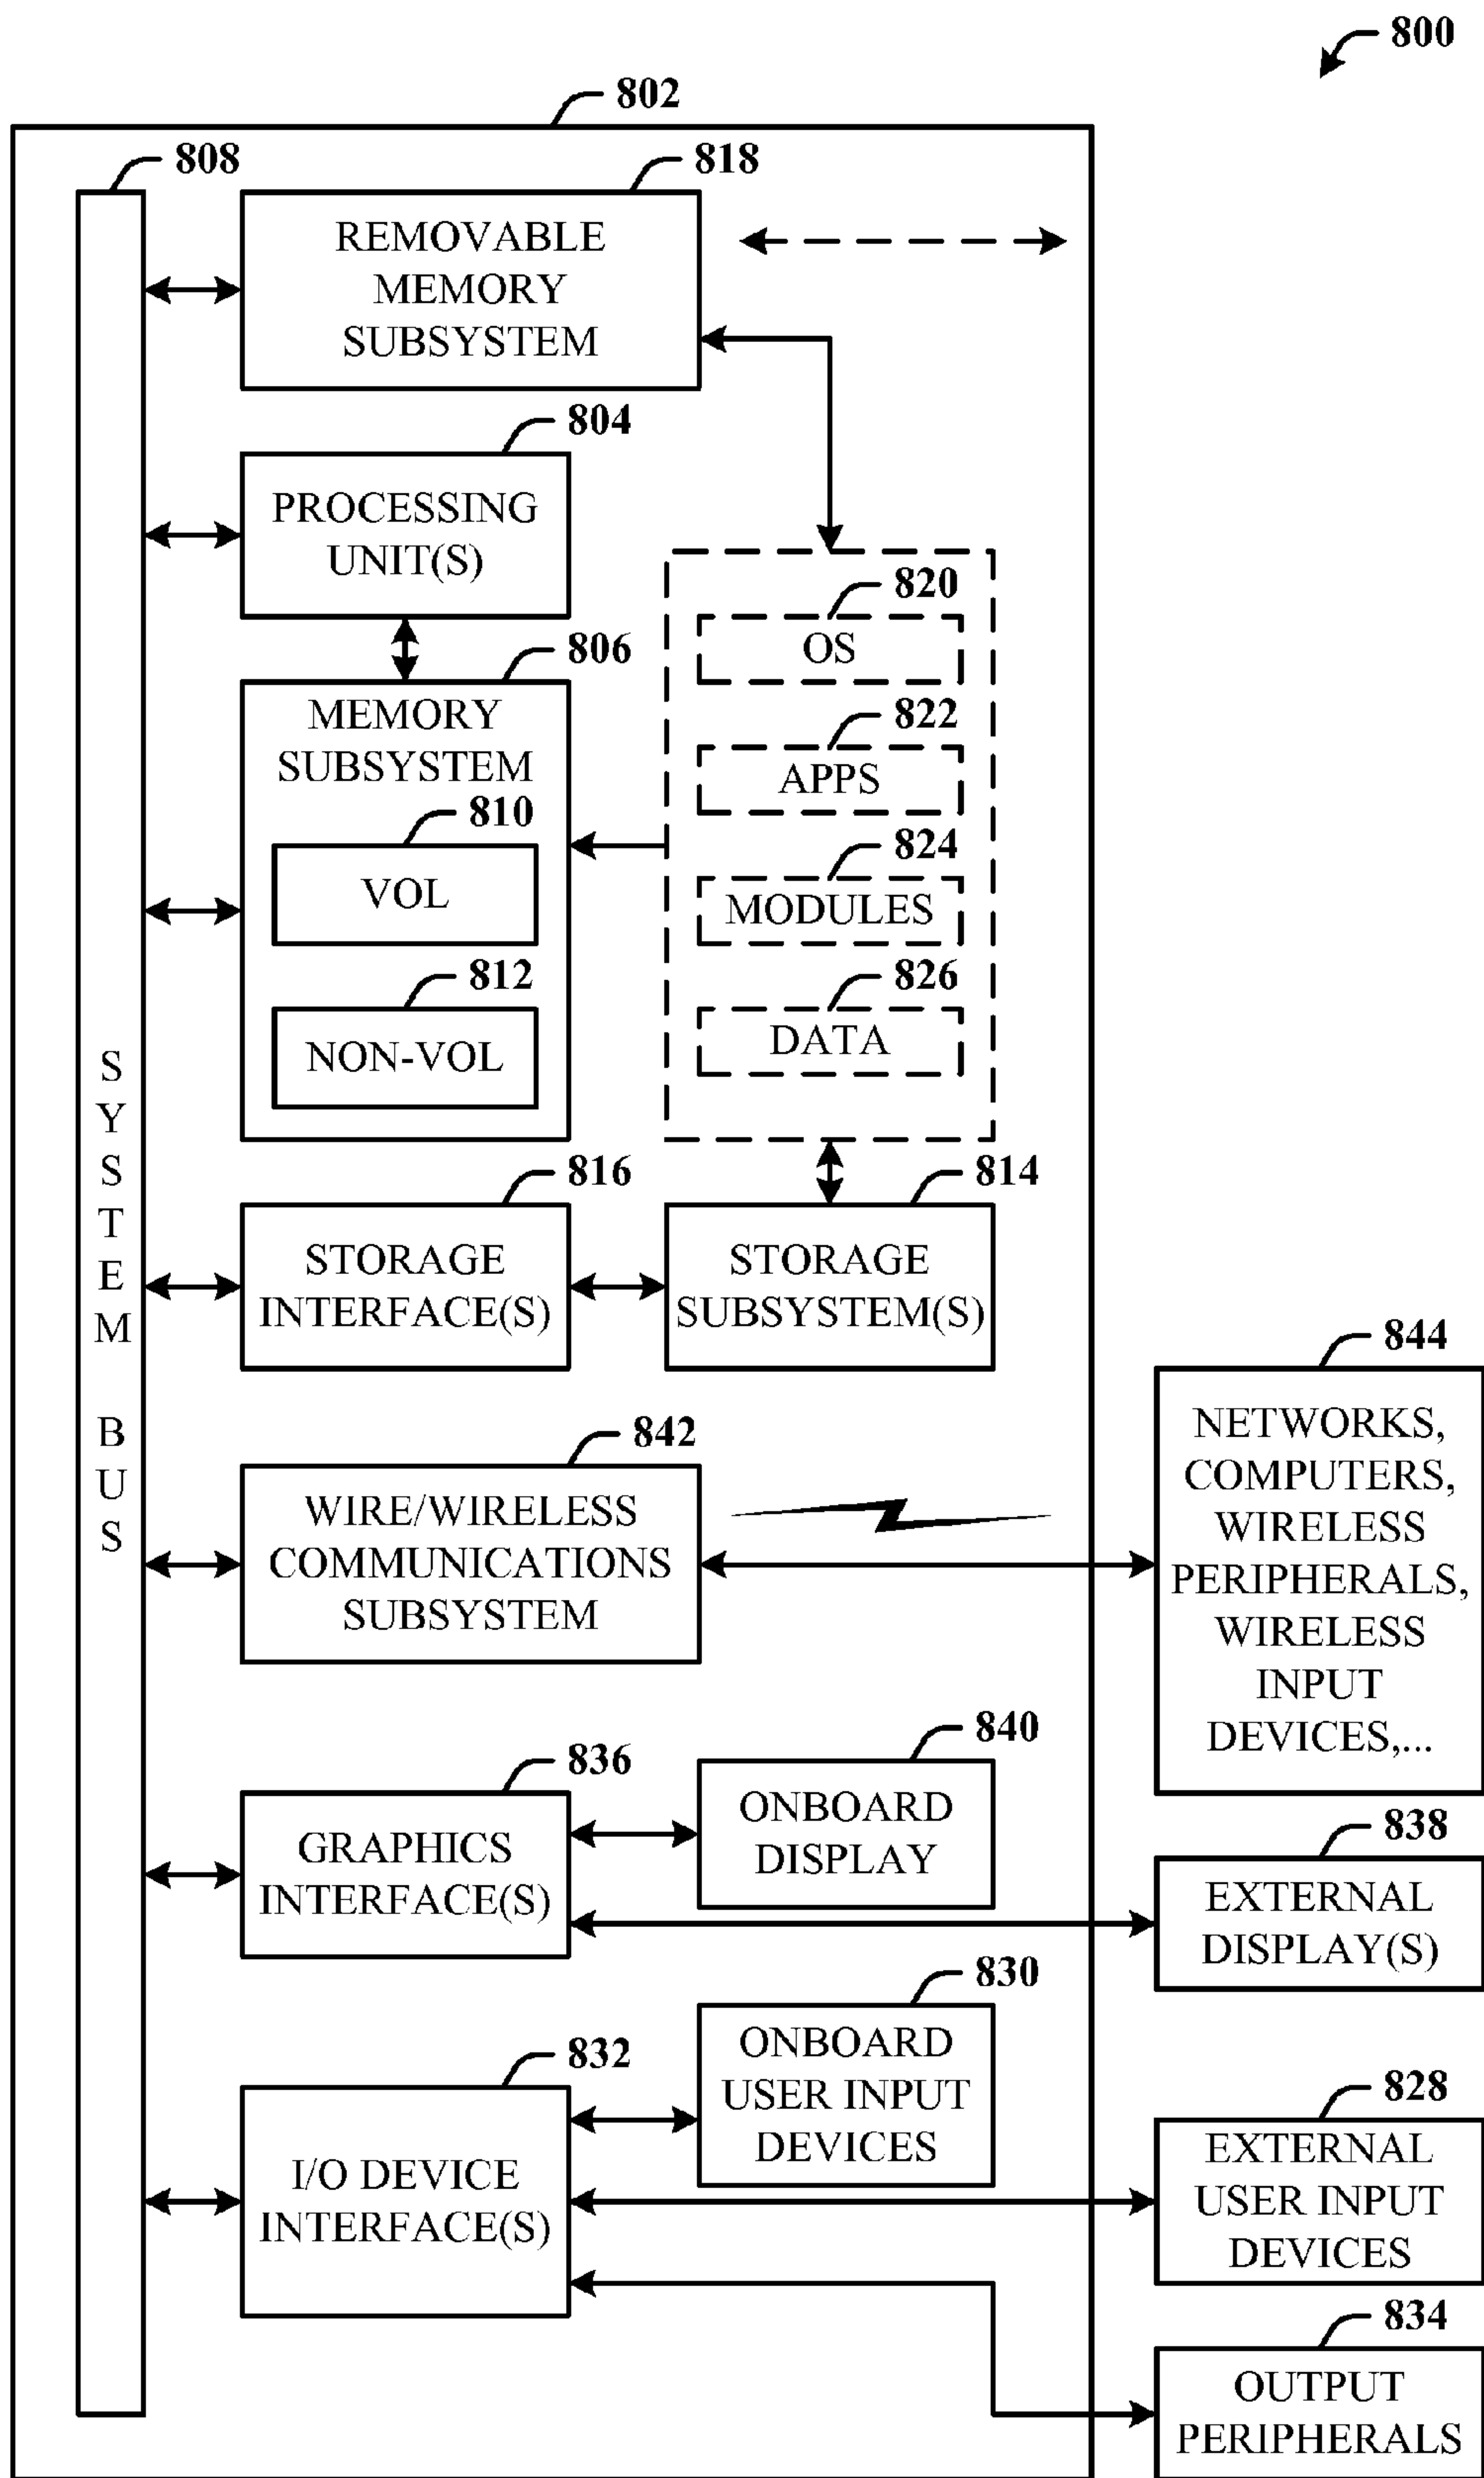 800
802
808
818
REMOVABLE
MEMORY
SUBSYSTEM
804
PROCESSING
UNIT(S)
820
OS
806
MEMORY
SUBSYSTEM
822
APPS
810
VOL
824
MODULES
812
NON-VOL
826
DATA
SYSTEM BUS
816
STORAGE
INTERFACE(S)
814
STORAGE
SUBSYSTEM(S)
844
NETWORKS,
COMPUTERS,
WIRELESS
PERIPHERALS,
WIRELESS
INPUT
DEVICES,...
842
WIRE/WIRELESS
COMMUNICATIONS
SUBSYSTEM
836
GRAPHICS
INTERFACE(S)
840
ONBOARD
DISPLAY
838
EXTERNAL
DISPLAY(S)
832
I/O DEVICE
INTERFACE(S)
830
ONBOARD
USER INPUT
DEVICES
828
EXTERNAL
USER INPUT
DEVICES
834
OUTPUT
PERIPHERALS